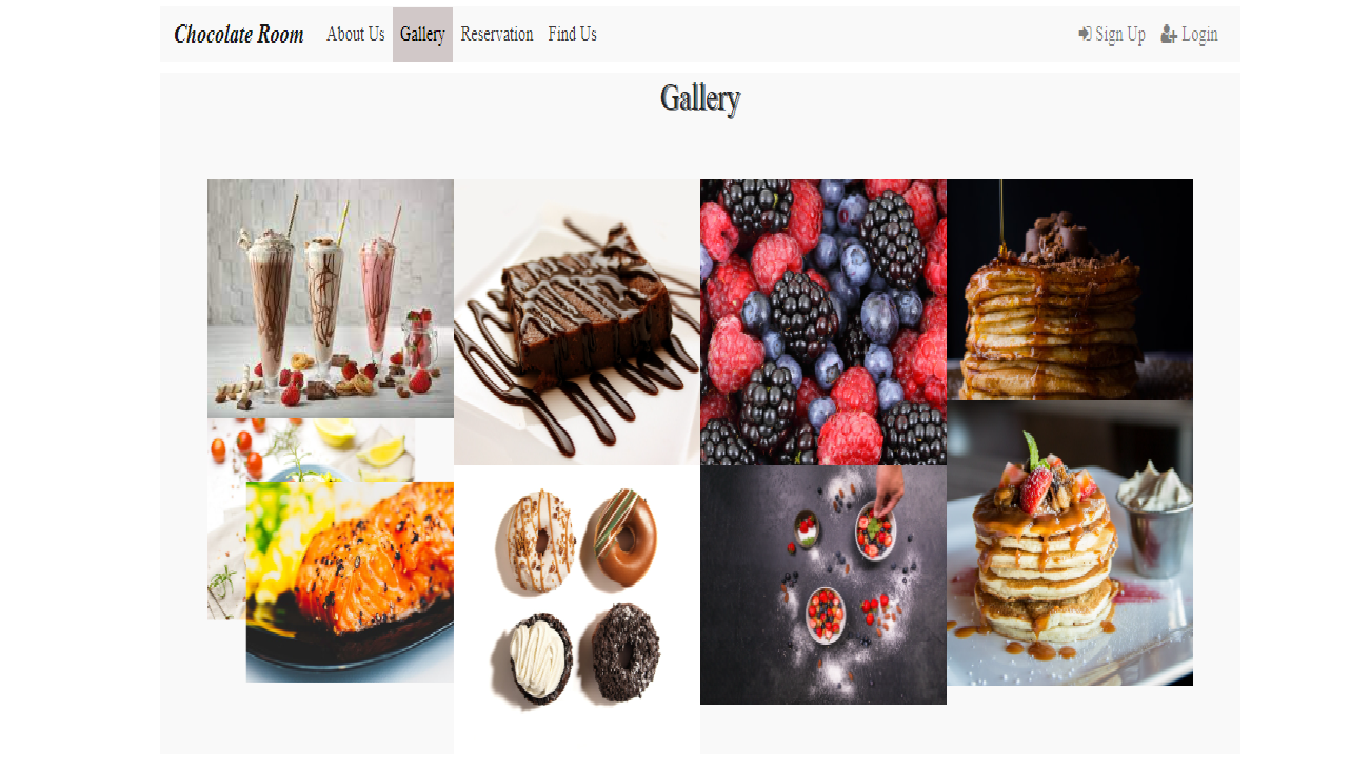 Chocolate Room About Us Gallery Reservation Find Us Sign Up Login
Gallery